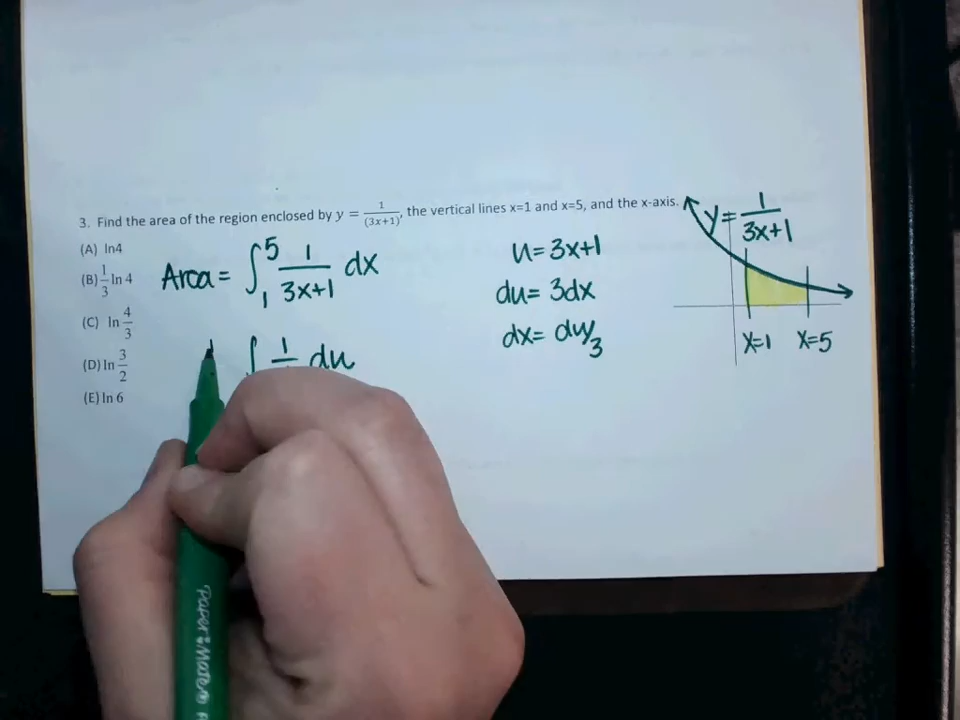 3. Find the area of the region enclosed by y = 1/(3x+1), the vertical lines x=1 and x=5, and the x-axis.
(A) ln4
(B) 1/3 ln 4
(C) ln 4/3
(D) ln 3/2
(E) ln 6
Area = ∫₁⁵ 1/(3x+1) dx
∫ 1/ du
u = 3x+1
du = 3dx
dx = du/3
y = 1/(3x+1)
x=1 x=5
Paper:Mate